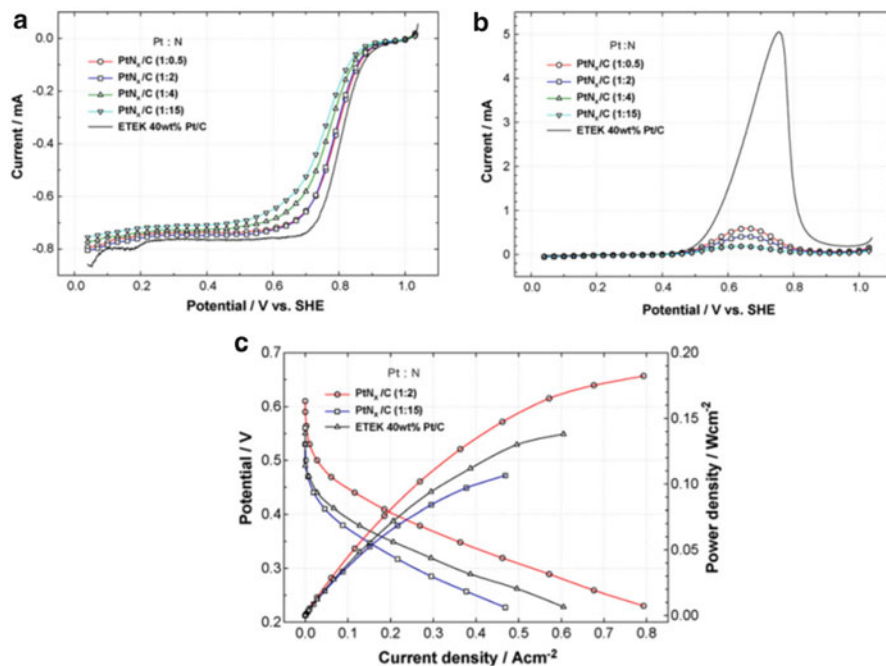 a
Pt : N
PtNx/C (1:0.5)
PtNx/C (1:2)
PtNx/C (1:4)
PtNx/C (1:15)
ETEK 40wt% Pt/C
Current / mA
0.0
-0.2
-0.4
-0.6
-0.8
0.0
0.2
0.4
0.6
0.8
1.0
Potential / V vs. SHE
b
Pt : N
PtNx/C (1:0.5)
PtNx/C (1:2)
PtNx/C (1:4)
PtNx/C (1:15)
ETEK 40wt% Pt/C
Current / mA
5
4
3
2
1
0
0.0
0.2
0.4
0.6
0.8
1.0
Potential / V vs. SHE
c
Pt : N
PtNx/C (1:2)
PtNx/C (1:15)
ETEK 40wt% Pt/C
Potential / V
0.7
0.6
0.5
0.4
0.3
0.2
0.0
0.1
0.2
0.3
0.4
0.5
0.6
0.7
0.8
Current density / Acm-2
0.20
0.15
0.10
0.05
0.00
Power density / Wcm-2